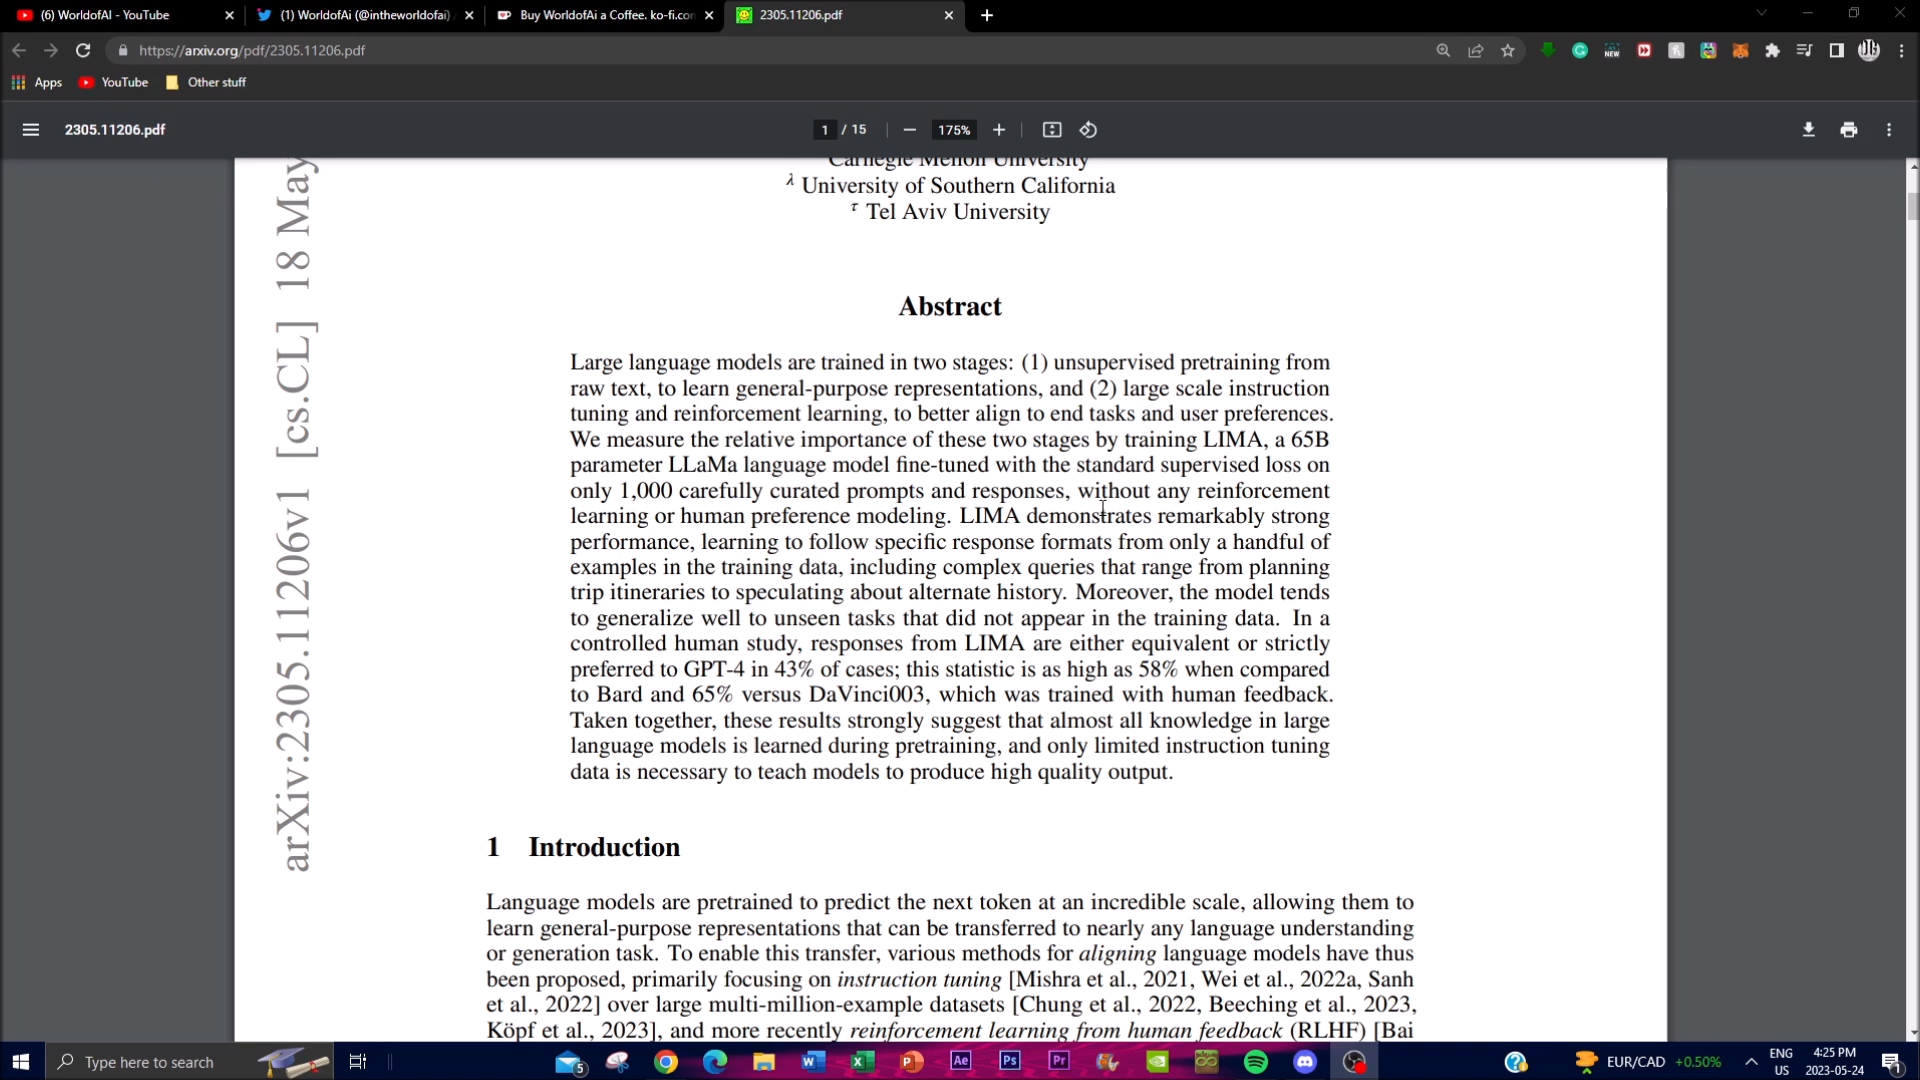 (6) WorldofAI - YouTube
(1) WorldofAi (@intheworldofai) /
Buy WorldofAi a Coffee. ko-fi.con
2305.11206.pdf
https://arxiv.org/pdf/2305.11206.pdf
NEW
Apps
YouTube
Other stuff
2305.11206.pdf
1 / 15
175%
Carnegie Mellon University
λ University of Southern California
τ Tel Aviv University
arXiv:2305.11206v1 [cs.CL] 18 May
Abstract
Large language models are trained in two stages: (1) unsupervised pretraining from
raw text, to learn general-purpose representations, and (2) large scale instruction
tuning and reinforcement learning, to better align to end tasks and user preferences.
We measure the relative importance of these two stages by training LIMA, a 65B
parameter LLaMa language model fine-tuned with the standard supervised loss on
only 1,000 carefully curated prompts and responses, without any reinforcement
learning or human preference modeling. LIMA demonstrates remarkably strong
performance, learning to follow specific response formats from only a handful of
examples in the training data, including complex queries that range from planning
trip itineraries to speculating about alternate history. Moreover, the model tends
to generalize well to unseen tasks that did not appear in the training data. In a
controlled human study, responses from LIMA are either equivalent or strictly
preferred to GPT-4 in 43% of cases; this statistic is as high as 58% when compared
to Bard and 65% versus DaVinci003, which was trained with human feedback.
Taken together, these results strongly suggest that almost all knowledge in large
language models is learned during pretraining, and only limited instruction tuning
data is necessary to teach models to produce high quality output.
1 Introduction
Language models are pretrained to predict the next token at an incredible scale, allowing them to
learn general-purpose representations that can be transferred to nearly any language understanding
or generation task. To enable this transfer, various methods for aligning language models have thus
been proposed, primarily focusing on instruction tuning [Mishra et al., 2021, Wei et al., 2022a, Sanh
et al., 2022] over large multi-million-example datasets [Chung et al., 2022, Beeching et al., 2023,
Köpf et al., 2023], and more recently reinforcement learning from human feedback (RLHF) [Bai
Type here to search
5
Ae
Ps
Pr
EUR/CAD +0.50%
ENG
US
4:25 PM
2023-05-24
1